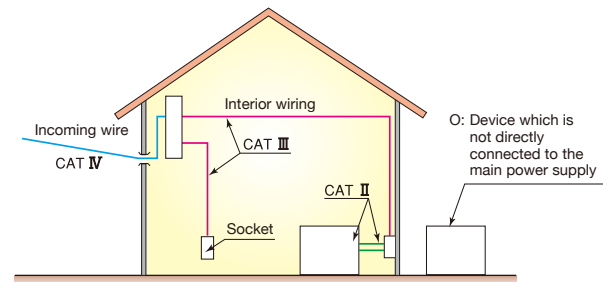 Interior wiring
Incoming wire
CAT Ⅳ
CAT Ⅲ
CAT Ⅱ
Socket
O: Device which is
not directly
connected to the
main power supply